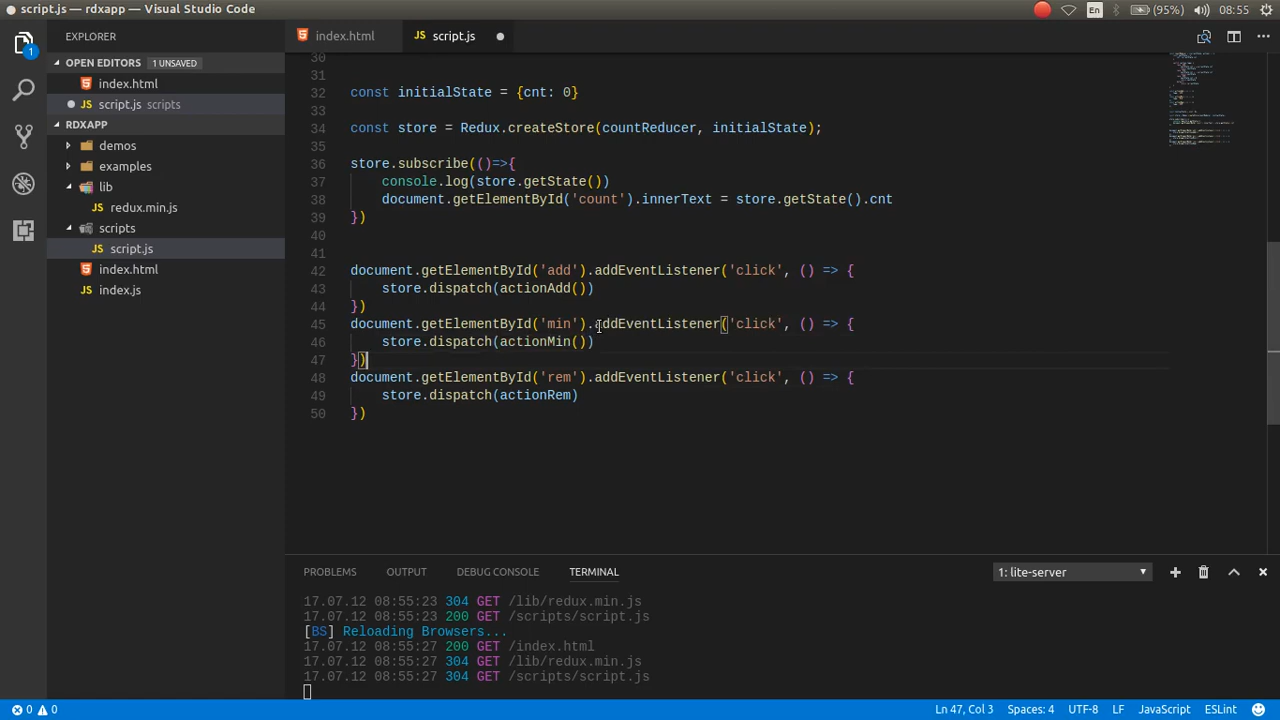 script.js — rdxapp — Visual Studio Code
En
(95%)
08:55
EXPLORER
OPEN EDITORS 1 UNSAVED
index.html
script.js scripts
RDXAPP
demos
examples
lib
redux.min.js
scripts
script.js
index.html
index.js
1
index.html
script.js
30
31
32 const initialState = {cnt: 0}
33
34 const store = Redux.createStore(countReducer, initialState);
35
36 store.subscribe(()=>{
37 console.log(store.getState())
38 document.getElementById('count').innerText = store.getState().cnt
39 })
40
41
42 document.getElementById('add').addEventListener('click', () => {
43 store.dispatch(actionAdd())
44 })
45 document.getElementById('min').addEventListener('click', () => {
46 store.dispatch(actionMin())
47 })
48 document.getElementById('rem').addEventListener('click', () => {
49 store.dispatch(actionRem)
50 })
PROBLEMS OUTPUT DEBUG CONSOLE TERMINAL
1: lite-server
17.07.12 08:55:23 304 GET /lib/redux.min.js
17.07.12 08:55:23 200 GET /scripts/script.js
[BS] Reloading Browsers...
17.07.12 08:55:27 200 GET /index.html
17.07.12 08:55:27 304 GET /lib/redux.min.js
17.07.12 08:55:27 304 GET /scripts/script.js
0 0
Ln 47, Col 3 Spaces: 4 UTF-8 LF JavaScript ESLint